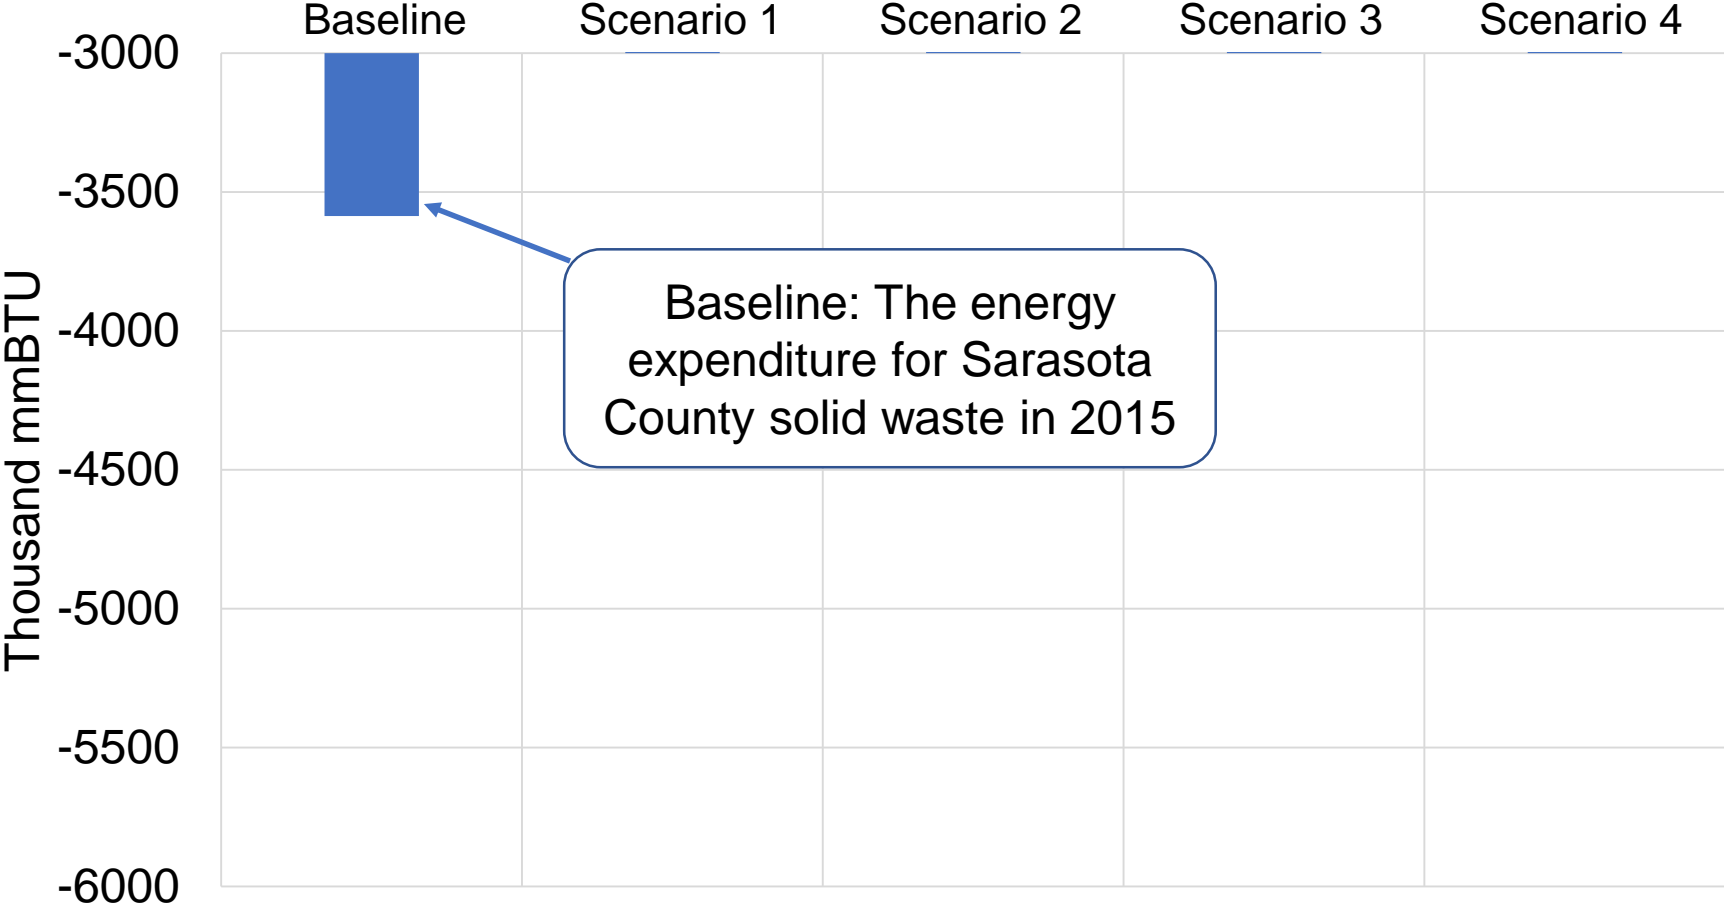 Baseline Scenario 1 Scenario 2 Scenario 3 Scenario 4
-3000
-3500
-4000
-4500
-5000
-5500
-6000
Thousand mmBTU
Baseline: The energy
expenditure for Sarasota
County solid waste in 2015